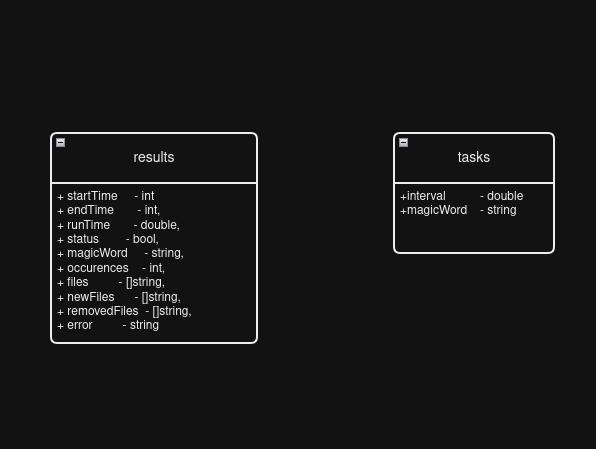 results
+ startTime - int
+ endTime - int,
+ runTime - double,
+ status - bool,
+ magicWord - string,
+ occurences - int,
+ files - []string,
+ newFiles - []string,
+ removedFiles - []string,
+ error - string
tasks
+interval - double
+magicWord - string